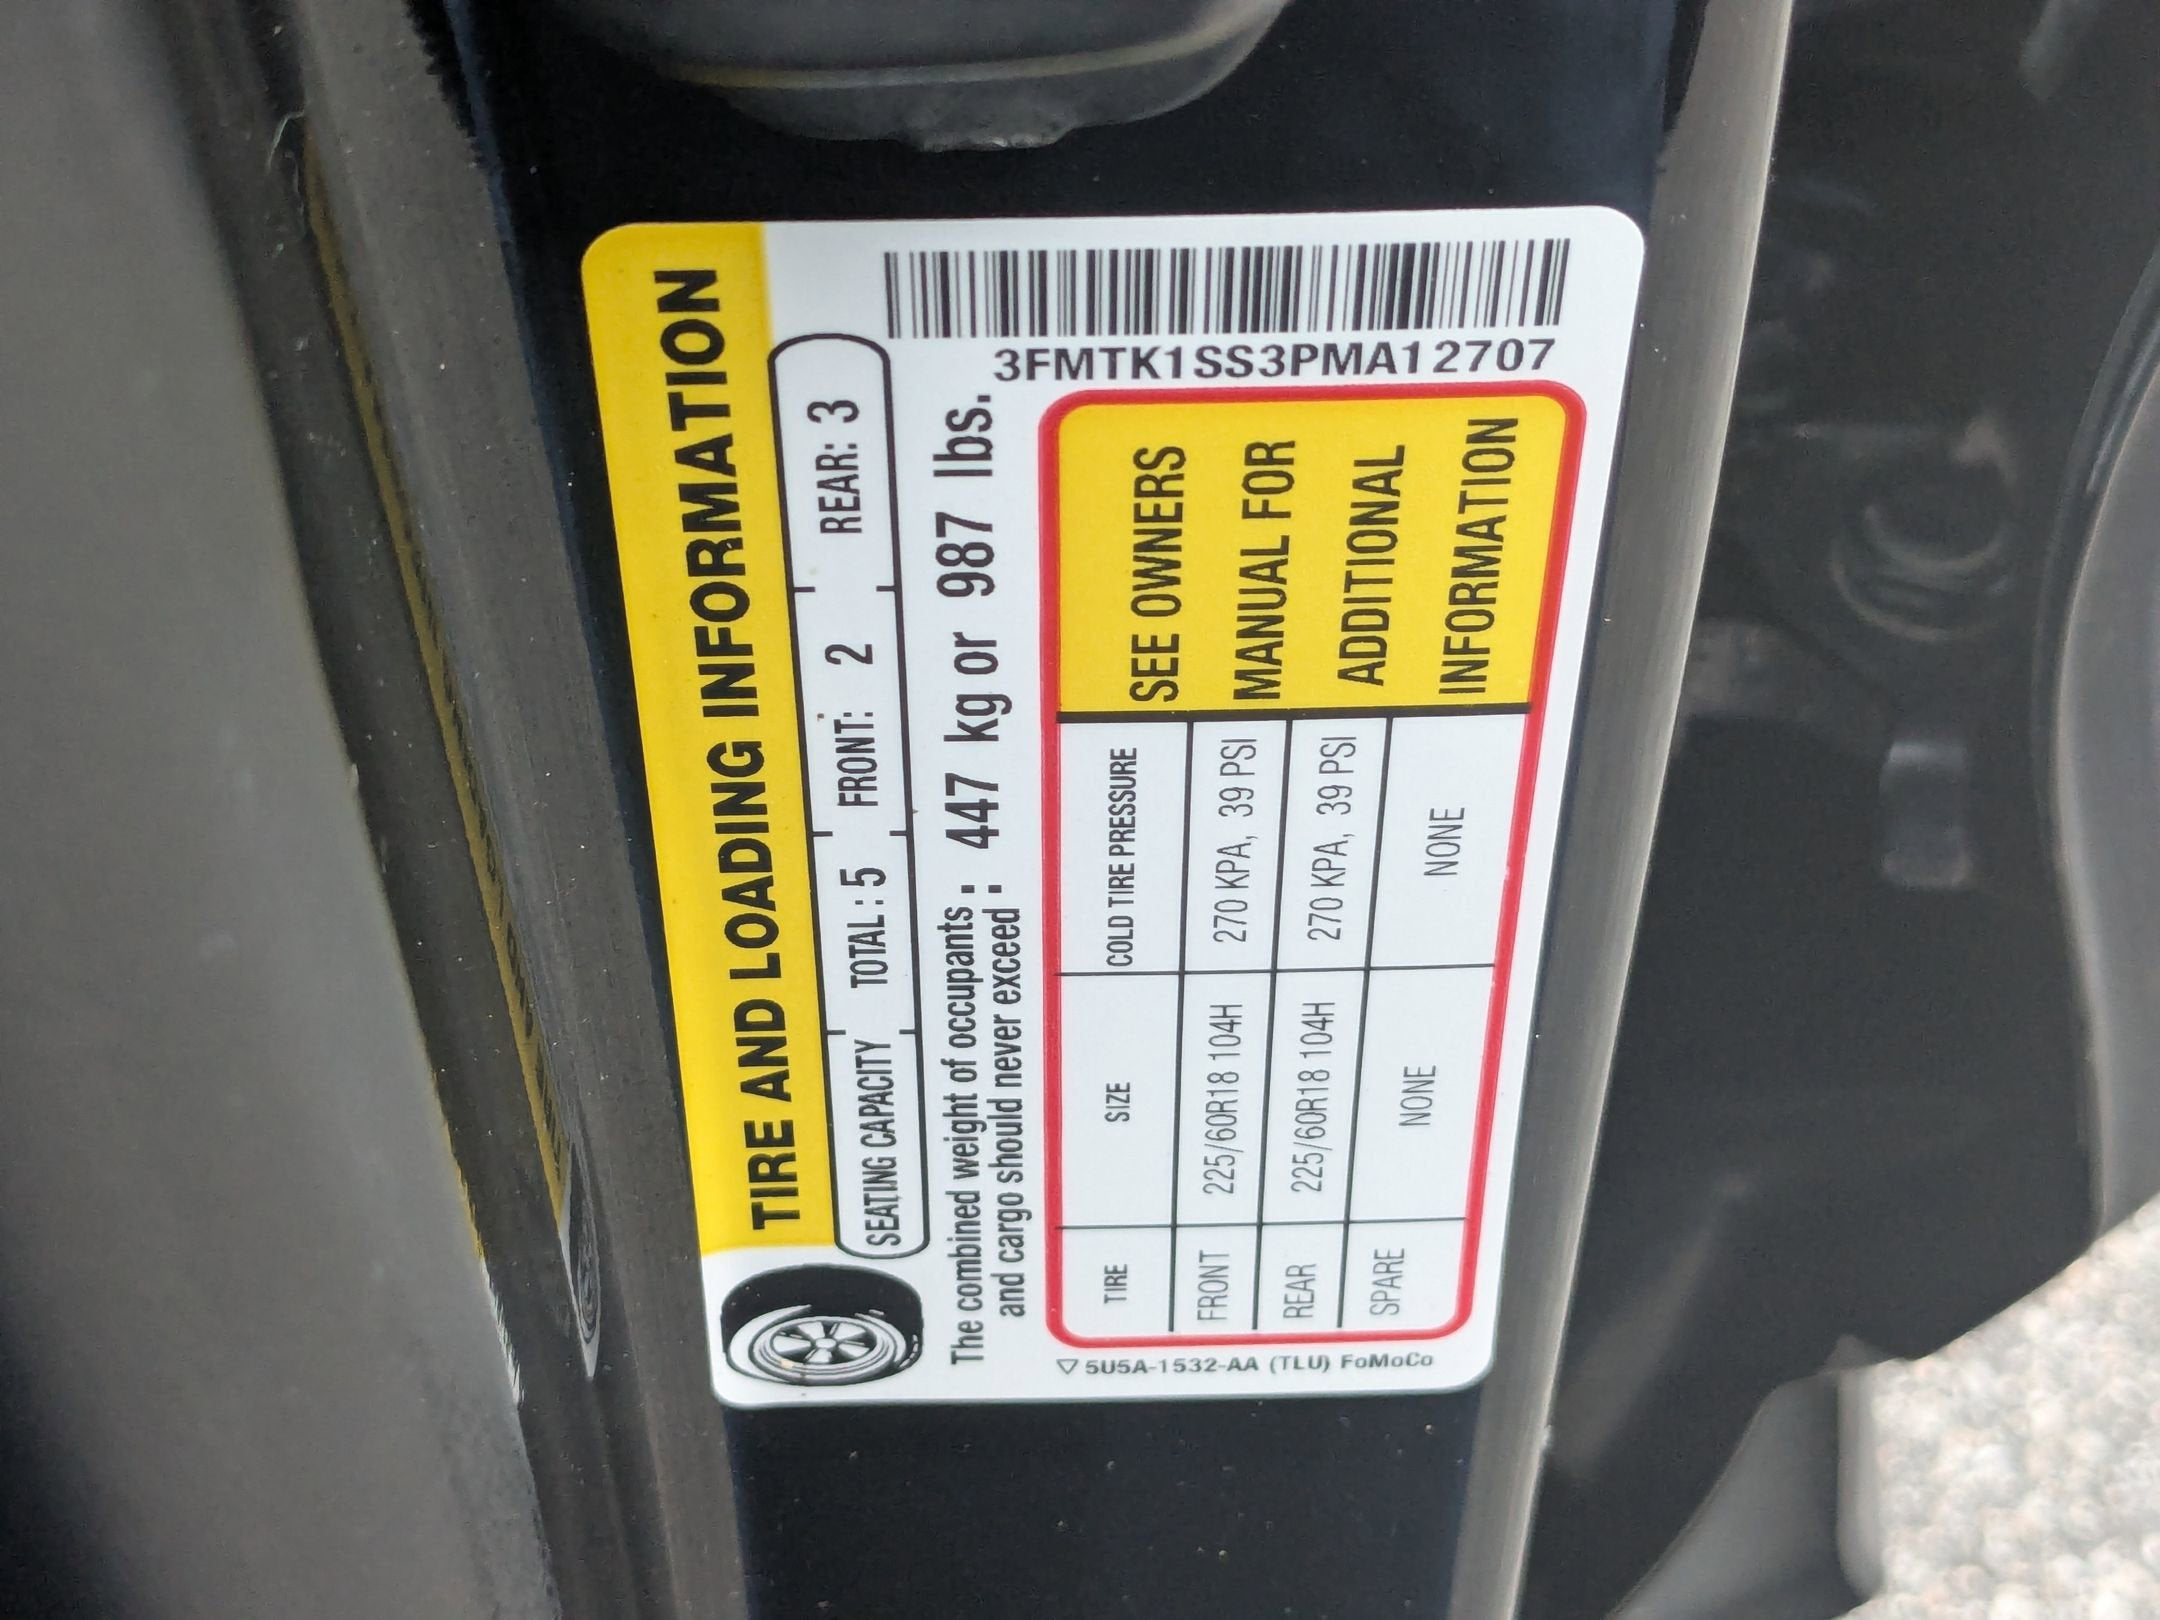 TIRE AND LOADING INFORMATION
SEATING CAPACITY TOTAL: 5 FRONT: 2 REAR: 3
The combined weight of occupants : 447 kg or 987 lbs.
and cargo should never exceed :
3FMTK1SS3PMA12707
TIRE SIZE COLD TIRE PRESSURE
FRONT 225/60R18 104H 270 KPA, 39 PSI
REAR 225/60R18 104H 270 KPA, 39 PSI
SPARE NONE NONE
SEE OWNERS
MANUAL FOR
ADDITIONAL
INFORMATION
5U5A-1532-AA (TLU) FoMoCo